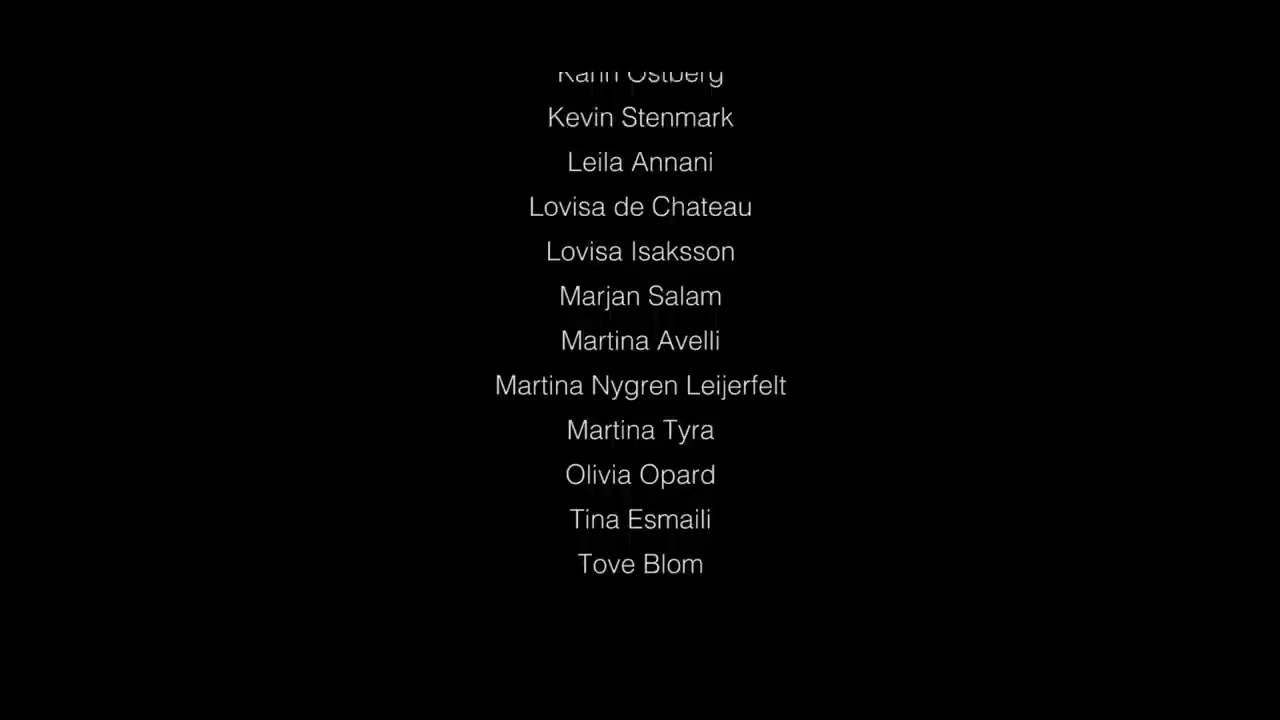 Kevin Stenmark
Leila Annani
Lovisa de Chateau
Lovisa Isaksson
Marjan Salam
Martina Avelli
Martina Nygren Leijerfelt
Martina Tyra
Olivia Opard
Tina Esmaili
Tove Blom